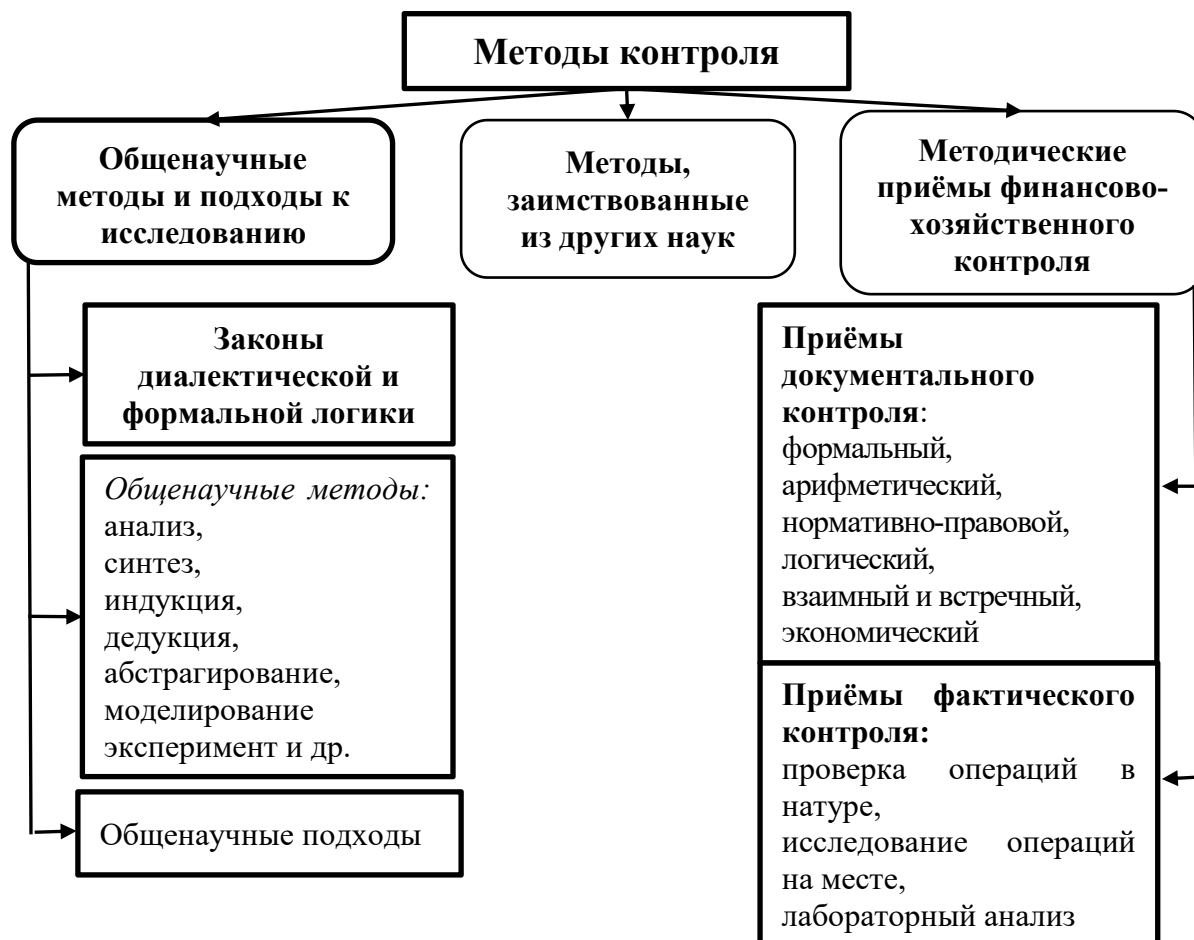 Методы контроля
Общенаучные
методы и подходы к
исследованию
Методы,
заимствованные
из других наук
Методические
приёмы финансово-
хозяйственного
контроля
Законы
диалектической и
формальной логики
Общенаучные методы:
анализ,
синтез,
индукция,
дедукция,
абстрагирование,
моделирование
эксперимент и др.
Общенаучные подходы
Приёмы
документального
контроля:
формальный,
арифметический,
нормативно-правовой,
логический,
взаимный и встречный,
экономический
Приёмы фактического
контроля:
проверка операций в
натуре,
исследование операций
на месте,
лабораторный анализ